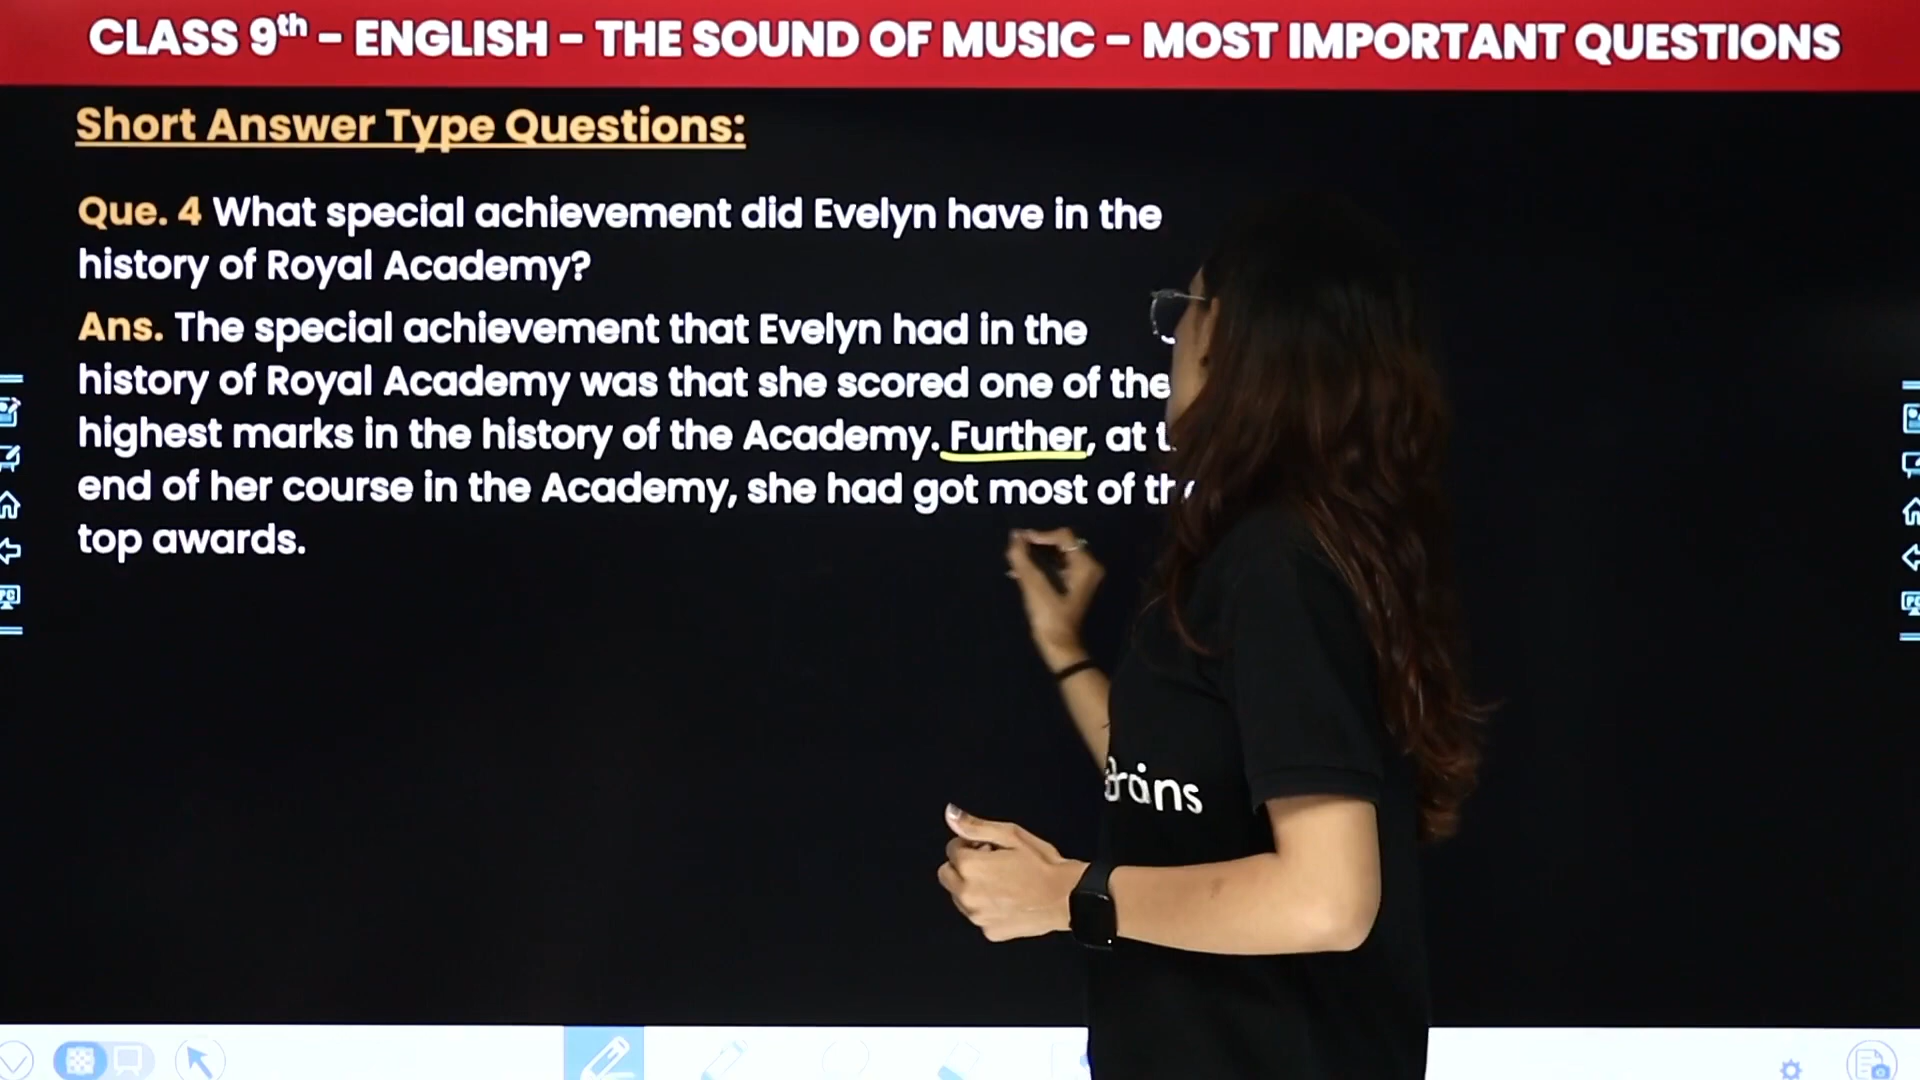 CLASS 9th - ENGLISH - THE SOUND OF MUSIC - MOST IMPORTANT QUESTIONS
Short Answer Type Questions:
Que. 4 What special achievement did Evelyn have in the
history of Royal Academy?
Ans. The special achievement that Evelyn had in the
history of Royal Academy was that she scored one of the
highest marks in the history of the Academy. Further, at
end of her course in the Academy, she had got most of
top awards.
PC